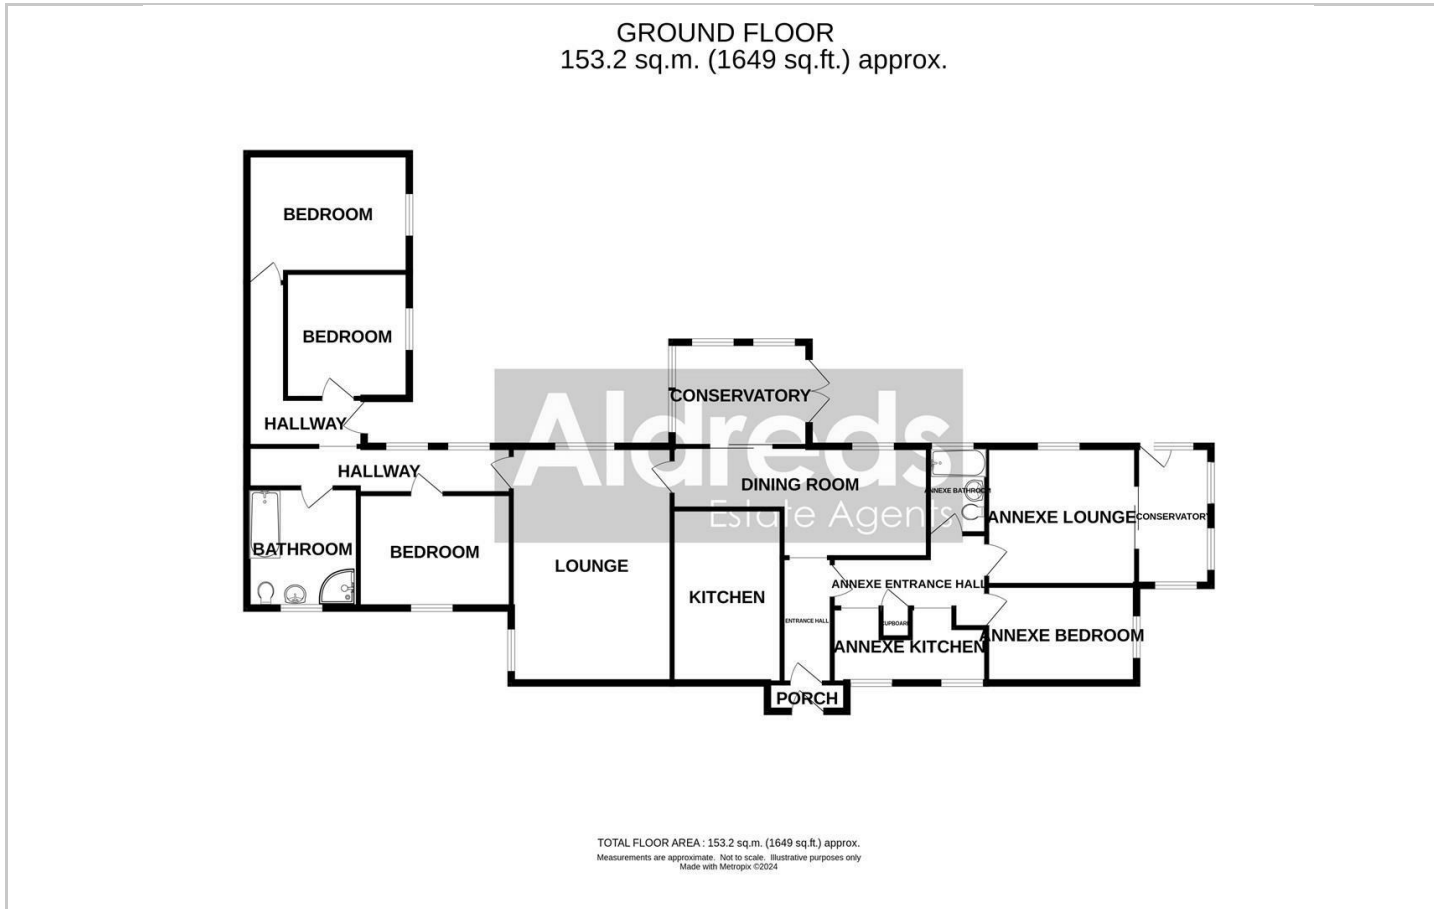 GROUND FLOOR
153.2 sq.m. (1649 sq.ft.) approx.
BEDROOM
BEDROOM
HALLWAY
HALLWAY
BATHROOM
BEDROOM
LOUNGE
CONSERVATORY
Aldreds
Estate Agents
DINING ROOM
KITCHEN
ENTRANCE HALL
PORCH
ANNEXE BATHROOM
ANNEXE LOUNGE
CONSERVATORY
ANNEXE ENTRANCE HALL
CUPBOARD
ANNEXE KITCHEN
ANNEXE BEDROOM
TOTAL FLOOR AREA : 153.2 sq.m. (1649 sq.ft.) approx.
Measurements are approximate. Not to scale. Illustrative purposes only
Made with Metropix ©2024